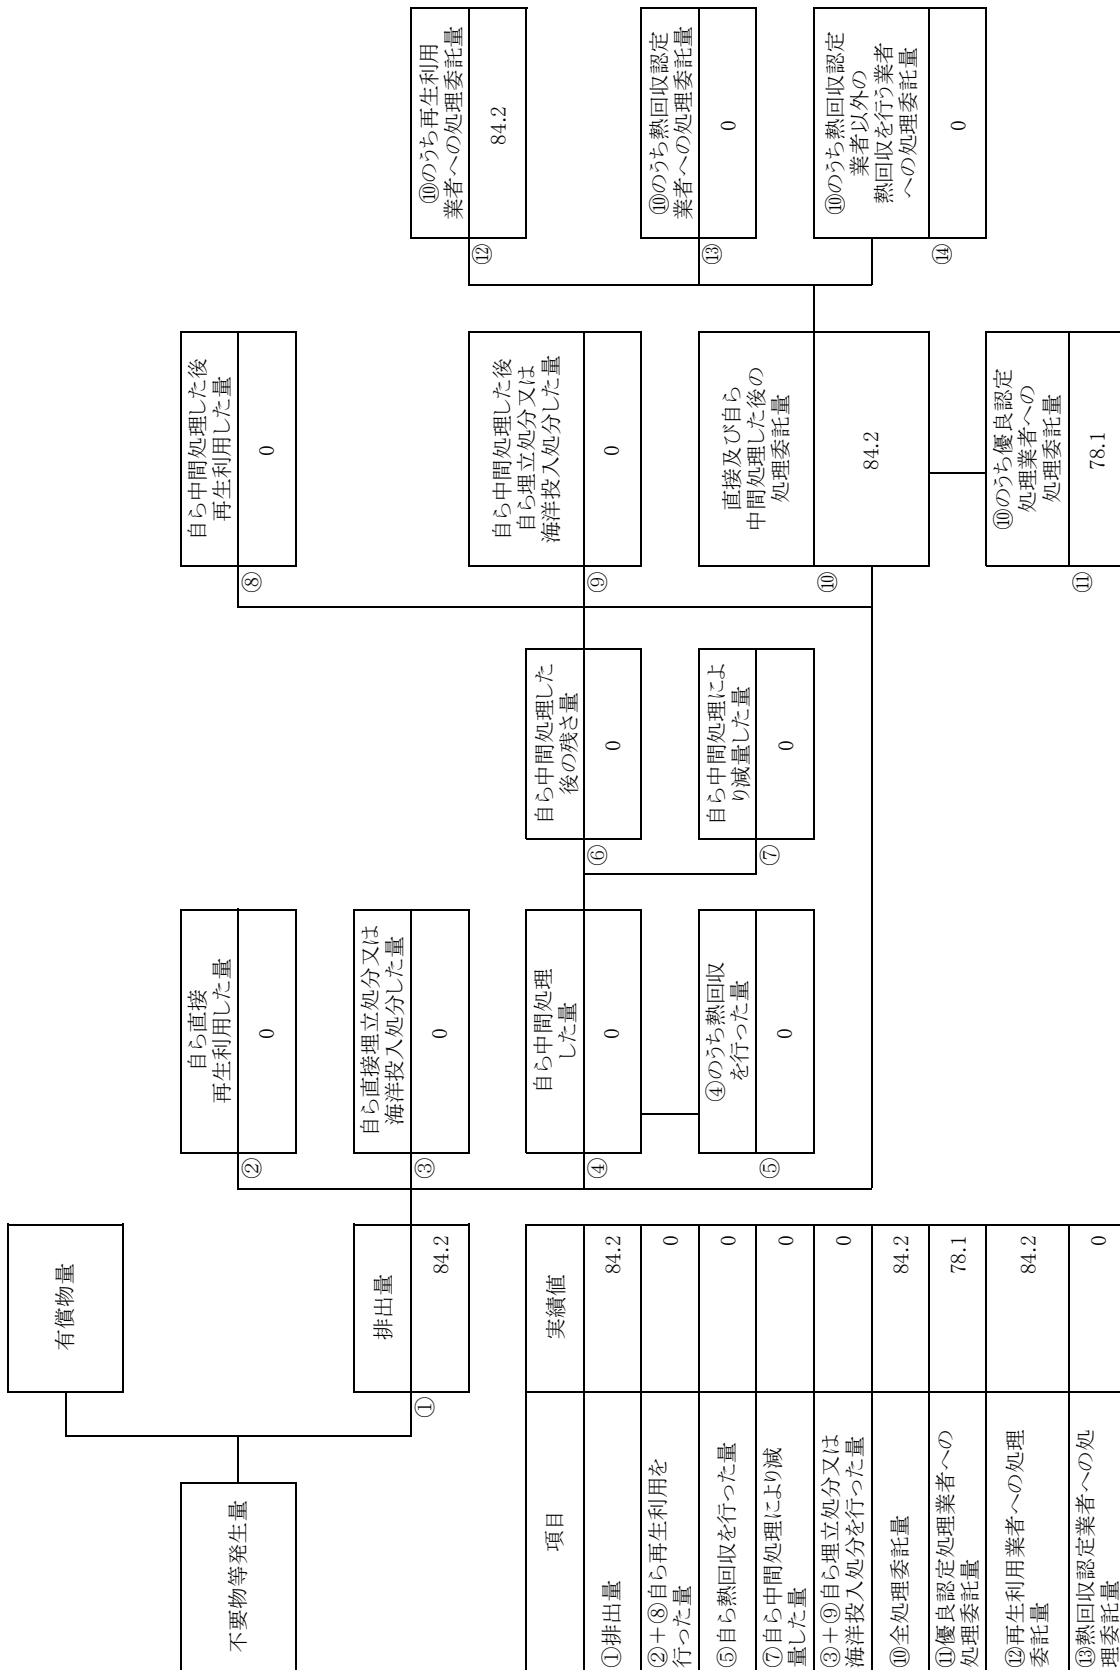 有償物量
不要物等発生量
排出量
①
84.2
自ら直接
再生利用した量
②
0
自ら直接埋立処分又は
海洋投入処分した量
③
0
自ら中間処理
した量
④
0
④のうち熱回収
を行った量
⑤
0
自ら中間処理した
後の残さ量
⑥
0
自ら中間処理によ
り減量した量
⑦
0
自ら中間処理した後
再生利用した量
⑧
0
自ら中間処理した後
自ら埋立処分又は
海洋投入処分した量
⑨
0
直接及び自ら
中間処理した後の
処理委託量
⑩
84.2
⑩のうち優良認定
処理業者への
処理委託量
⑪
78.1
⑩のうち再生利用
業者への処理委託量
⑫
84.2
⑩のうち熱回収認定
業者への処理委託量
⑬
0
⑩のうち熱回収認定
業者以外の
熱回収を行う業者
への処理委託量
⑭
0
項目 実績値
①排出量 84.2
②+⑧自ら再生利用を
行った量 0
⑤自ら熱回収を行った量 0
⑦自ら中間処理により減
量した量 0
③+⑨自ら埋立処分又は
海洋投入処分を行った量 0
⑩全処理委託量 84.2
⑪優良認定処理業者への
処理委託量 78.1
⑫再生利用業者への処理
委託量 84.2
⑬熱回収認定業者への処
理委託量 0